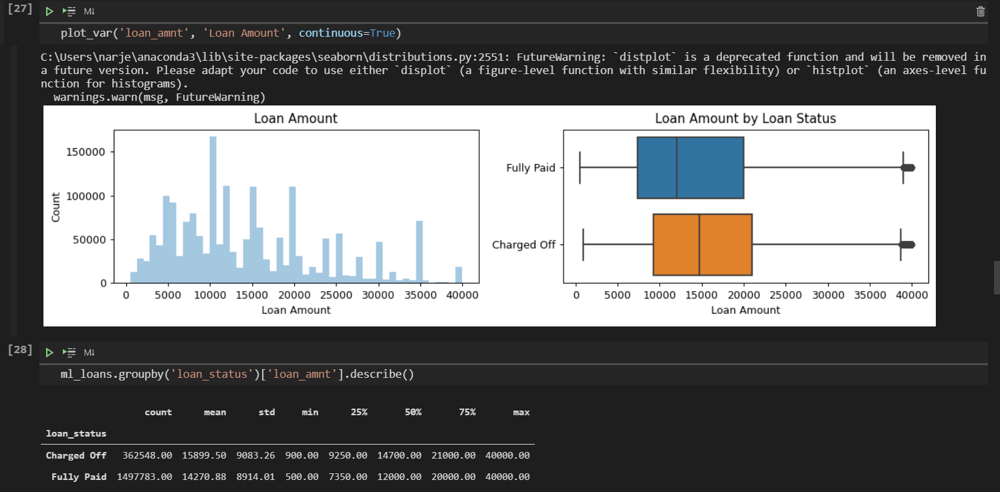 [27]
M↓
plot_var('loan_amnt', 'Loan Amount', continuous=True)
C:\Users\narje\anaconda3\lib\site-packages\seaborn\distributions.py:2551: FutureWarning: `distplot` is a deprecated function and will be removed in
a future version. Please adapt your code to use either `displot` (a figure-level function with similar flexibility) or `histplot` (an axes-level fu
nction for histograms).
  warnings.warn(msg, FutureWarning)
Loan Amount
Count
150000
100000
50000
0
0 5000 10000 15000 20000 25000 30000 35000 40000
Loan Amount
Loan Amount by Loan Status
Fully Paid
Charged Off
0 5000 10000 15000 20000 25000 30000 35000 40000
Loan Amount
[28]
M↓
ml_loans.groupby('loan_status')['loan_amnt'].describe()
count mean std min 25% 50% 75% max
loan_status
Charged Off 362548.00 15899.50 9083.26 900.00 9250.00 14700.00 21000.00 40000.00
Fully Paid 1497783.00 14270.88 8914.01 500.00 7350.00 12000.00 20000.00 40000.00